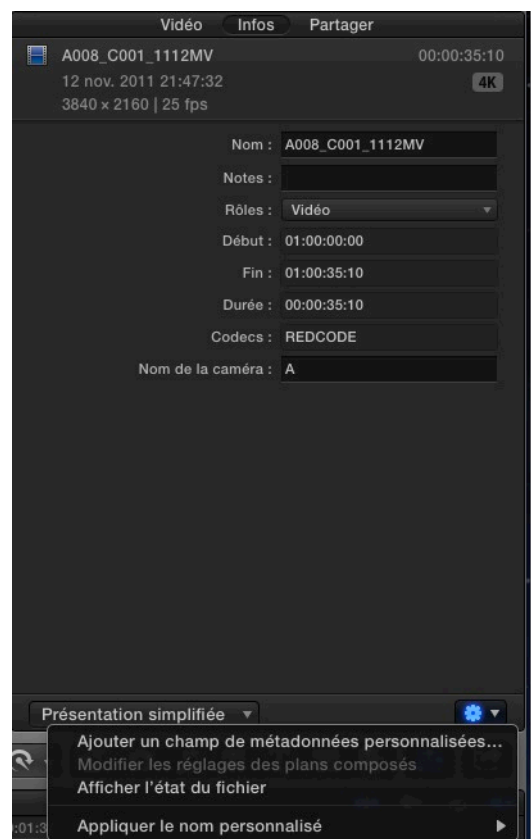 Vidéo Infos Partager
A008_C001_1112MV 00:00:35:10
12 nov. 2011 21:47:32 4K
3840 × 2160 | 25 fps
Nom : A008_C001_1112MV
Notes :
Rôles : Vidéo
Début : 01:00:00:00
Fin : 01:00:35:10
Durée : 00:00:35:10
Codecs : REDCODE
Nom de la caméra : A
Présentation simplifiée
Ajouter un champ de métadonnées personnalisées...
Modifier les réglages des plans composés
Afficher l'état du fichier
:01:3 Appliquer le nom personnalisé